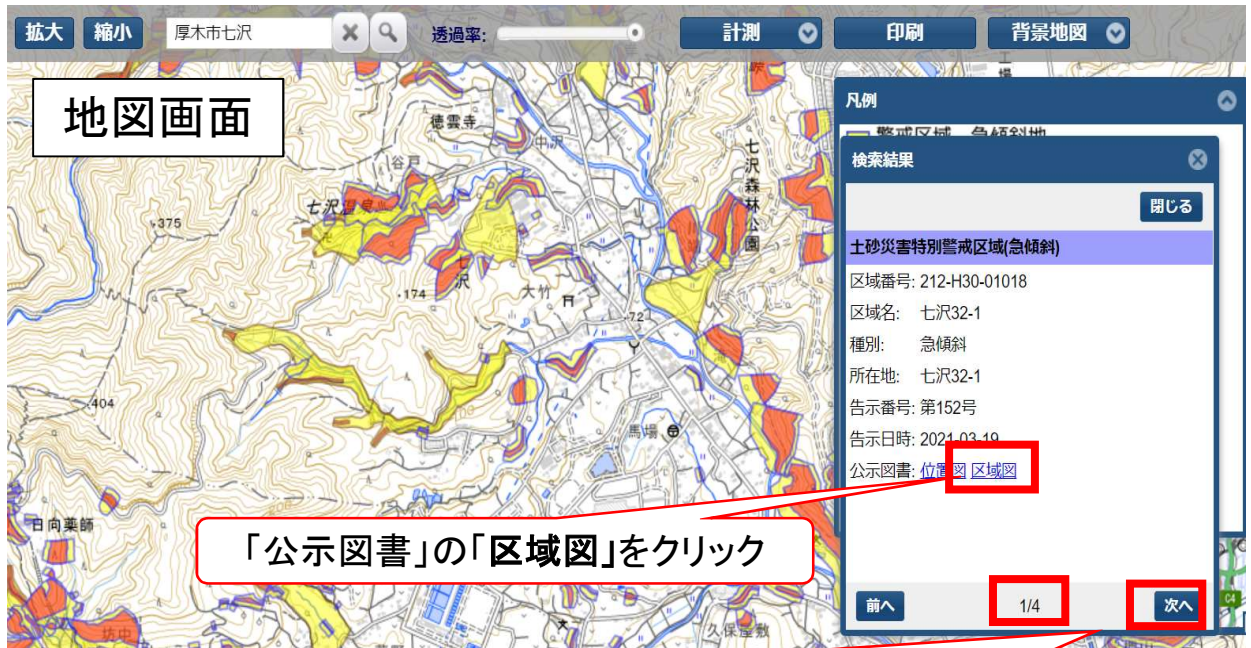 拡大 縮小 厚木市七沢 透過率: 計測 印刷 背景地図
地図画面
凡例
警戒区域 急傾斜地
検索結果
閉じる
土砂災害特別警戒区域(急傾斜)
区域番号: 212-H30-01018
区域名: 七沢32-1
種別: 急傾斜
所在地: 七沢32-1
告示番号: 第152号
告示日時: 2021-03-19
公示図書: 位置図 区域図
前へ 1/4 次へ
「公示図書」の「区域図」をクリック
徳雲寺
中沢
谷戸
七沢温泉
七沢森林公園
375
174
七沢
大竹
72
404
馬場
日向薬師
坊中
久保屋敷
C4